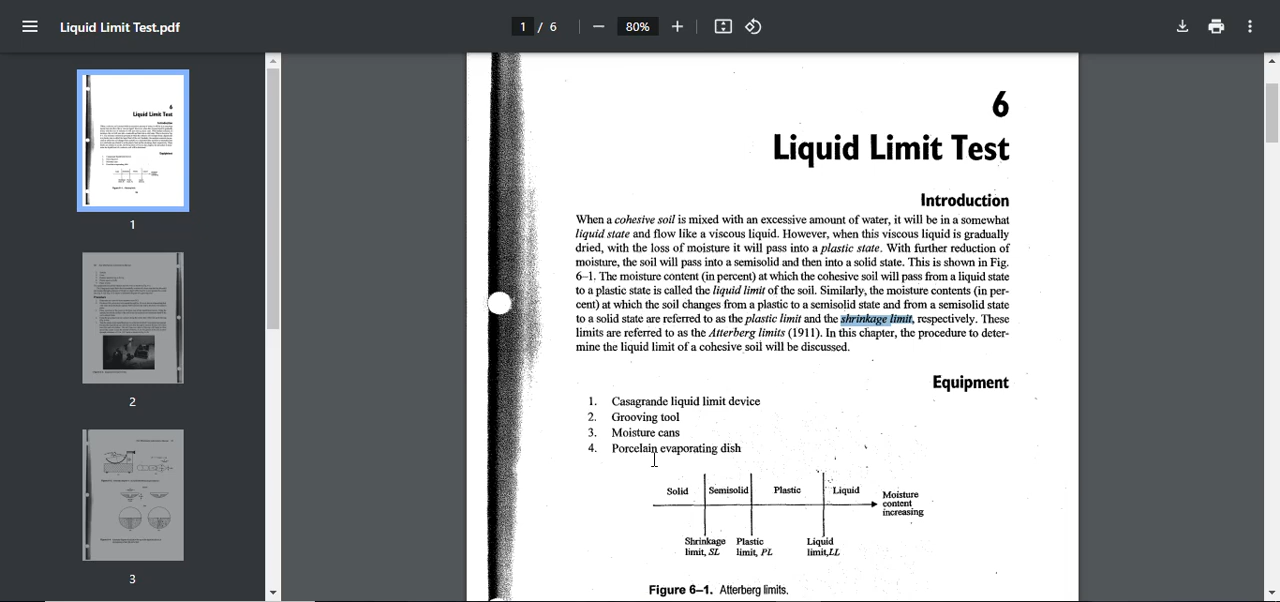 Liquid Limit Test.pdf
1 / 6
80%
1
2
3
6
Liquid Limit Test
Introduction
When a cohesive soil is mixed with an excessive amount of water, it will be in a somewhat
liquid state and flow like a viscous liquid. However, when this viscous liquid is gradually
dried, with the loss of moisture it will pass into a plastic state. With further reduction of
moisture, the soil will pass into a semisolid and then into a solid state. This is shown in Fig.
6–1. The moisture content (in percent) at which the cohesive soil will pass from a liquid state
to a plastic state is called the liquid limit of the soil. Similarly, the moisture contents (in per-
cent) at which the soil changes from a plastic to a semisolid state and from a semisolid state
to a solid state are referred to as the plastic limit and the shrinkage limit, respectively. These
limits are referred to as the Atterberg limits (1911). In this chapter, the procedure to deter-
mine the liquid limit of a cohesive soil will be discussed.
Equipment
1. Casagrande liquid limit device
2. Grooving tool
3. Moisture cans
4. Porcelain evaporating dish
Solid Semisolid Plastic Liquid
Moisture
content
increasing
Shrinkage
limit, SL
Plastic
limit, PL
Liquid
limit, LL
Figure 6–1. Atterberg limits.